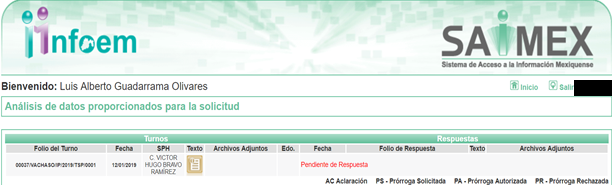 infoem
SAIMEX
Sistema de Acceso a la Información Mexiquense
Bienvenido: Luis Alberto Guadarrama Olivares
Inicio Salir
Análisis de datos proporcionados para la solicitud
Turnos Respuestas
Folio del Turno Fecha SPH Texto Archivos Adjuntos Edo. Fecha Folio de Respuesta Texto Archivos Adjuntos
00037/VACHASO/IP/2019/TSP/0001 12/01/2019 C. VICTOR HUGO BRAVO RAMÍREZ Pendiente de Respuesta
AC Aclaración PS - Prórroga Solicitada PA - Prórroga Autorizada PR - Prórroga Rechazada